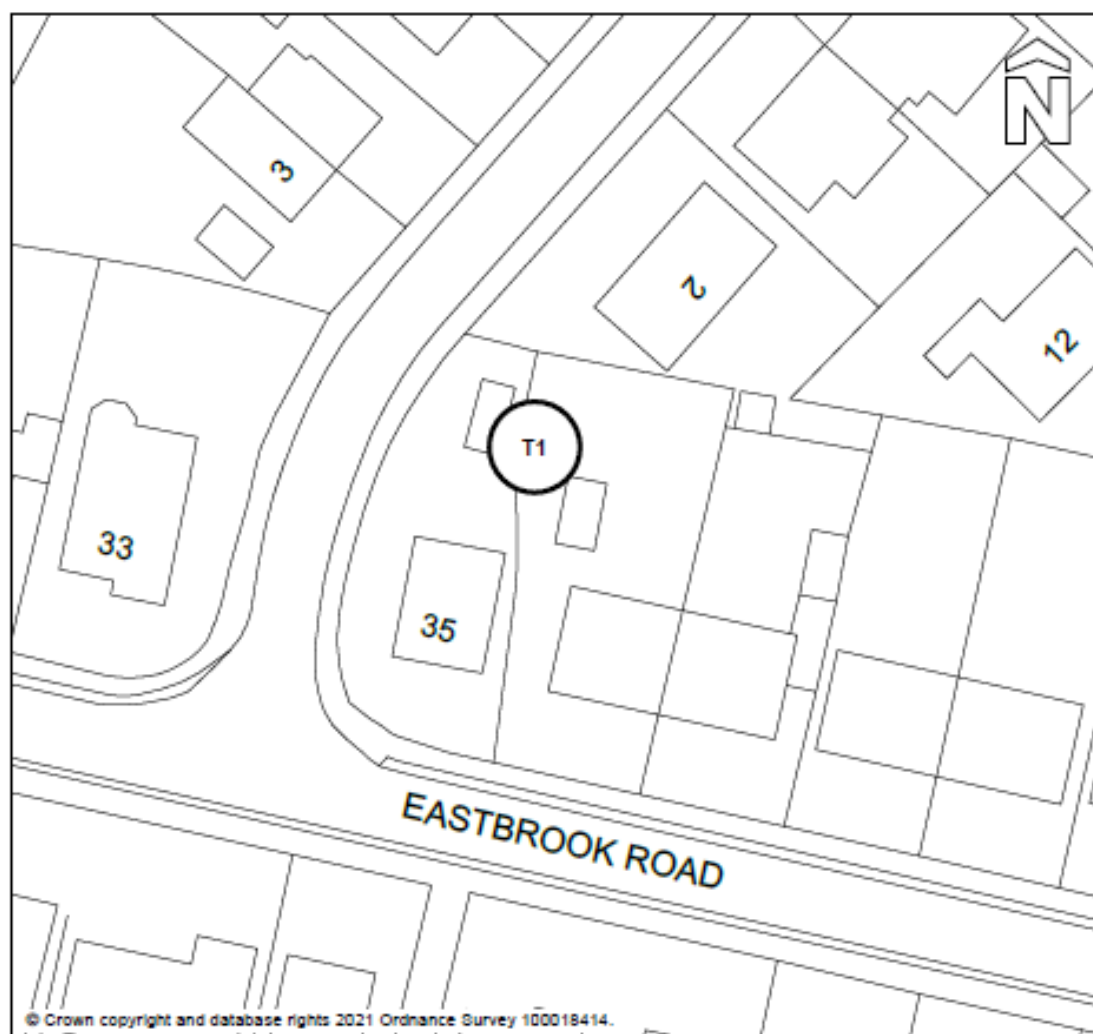 N
3
2
12
T1
33
35
EASTBROOK ROAD
© Crown copyright and database rights 2021 Ordnance Survey 100018414.